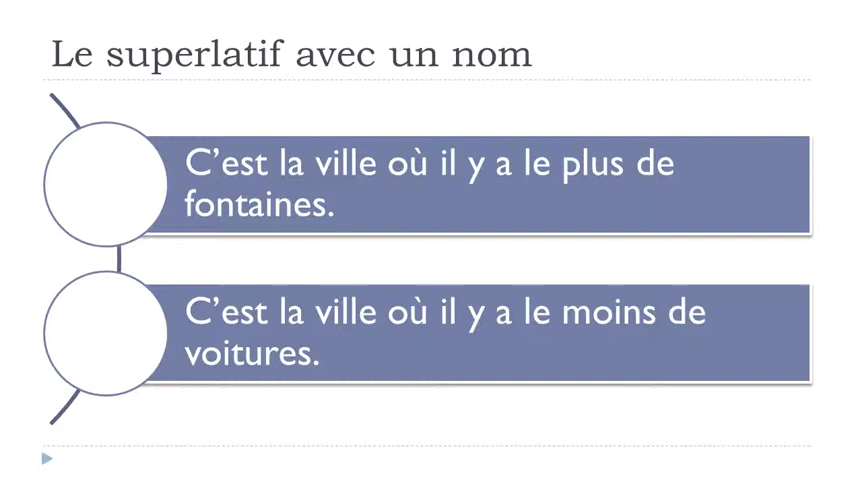 Le superlatif avec un nom
C’est la ville où il y a le plus de
fontaines.
C’est la ville où il y a le moins de
voitures.